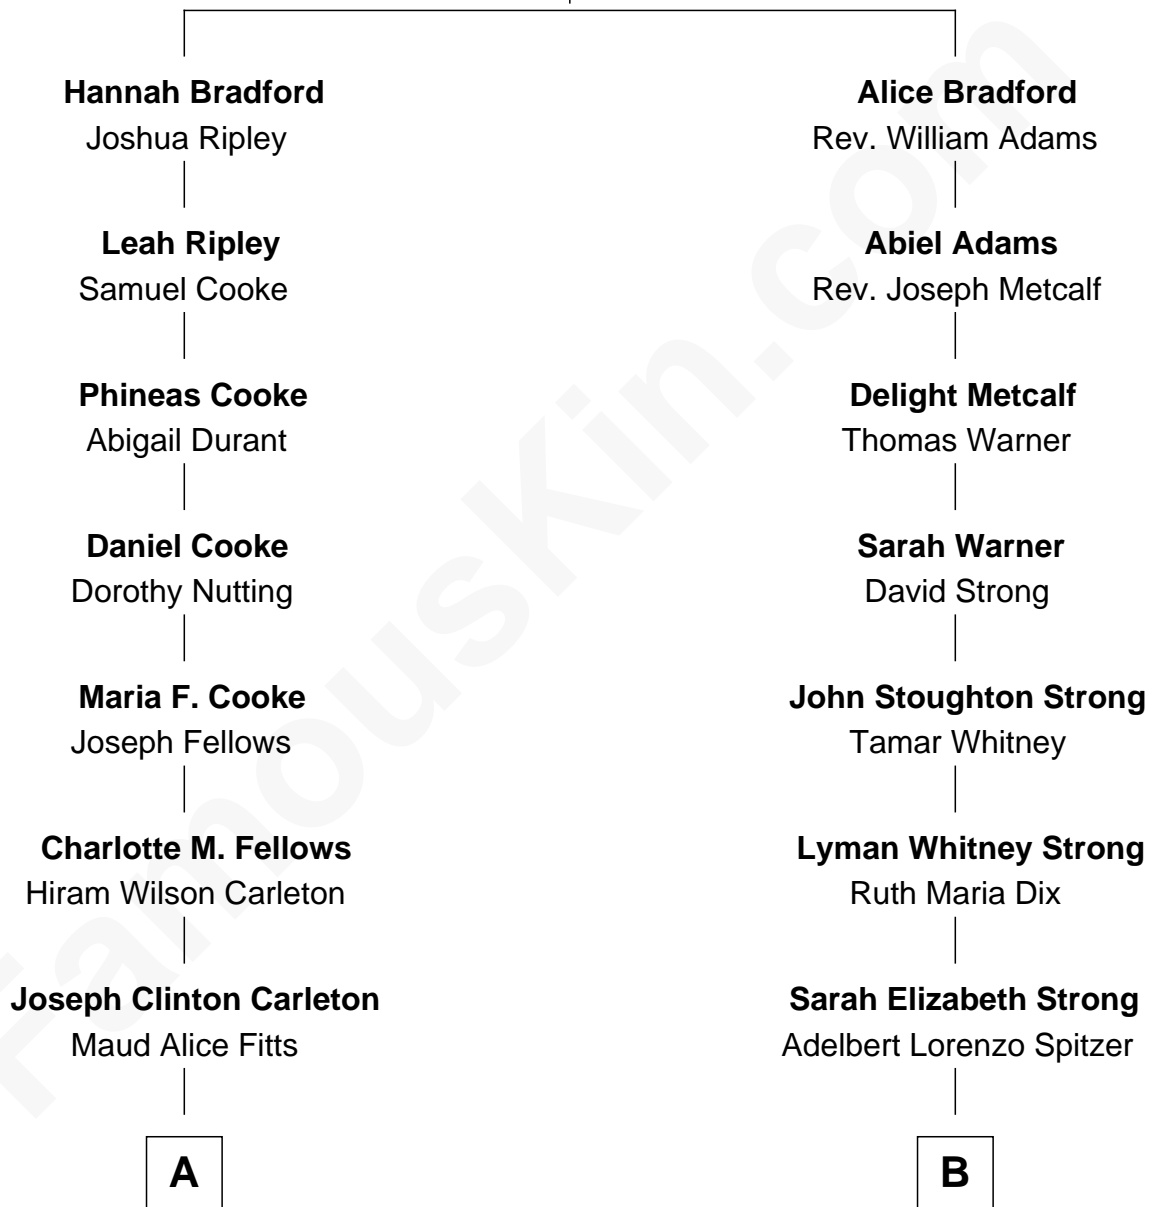 Hannah Bradford
Joshua Ripley
Leah Ripley
Samuel Cooke
Phineas Cooke
Abigail Durant
Daniel Cooke
Dorothy Nutting
Maria F. Cooke
Joseph Fellows
Charlotte M. Fellows
Hiram Wilson Carleton
Joseph Clinton Carleton
Maud Alice Fitts
A
Alice Bradford
Rev. William Adams
Abiel Adams
Rev. Joseph Metcalf
Delight Metcalf
Thomas Warner
Sarah Warner
David Strong
John Stoughton Strong
Tamar Whitney
Lyman Whitney Strong
Ruth Maria Dix
Sarah Elizabeth Strong
Adelbert Lorenzo Spitzer
B
FamousKin.com